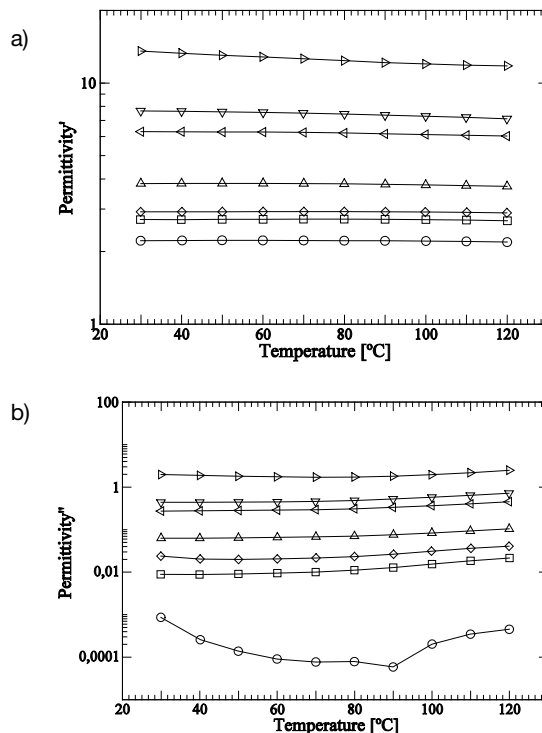 a)
10
Permittivity'
1
20 40 60 80 100 120
Temperature [ºC]
b)
100
1
0,01
0,0001
Permittivity"
20 40 60 80 100 120
Temperature [ºC]